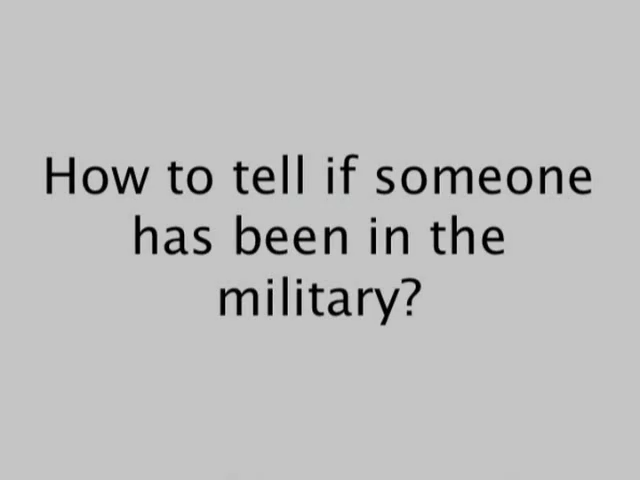 How to tell if someone
has been in the
military?